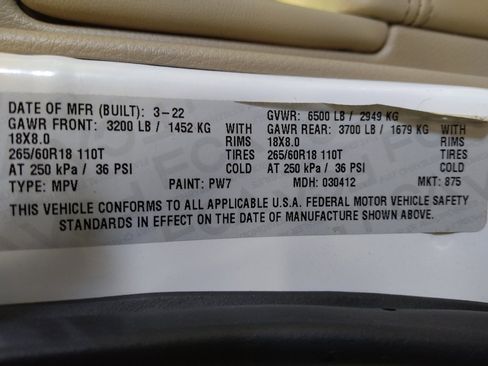 DATE OF MFR (BUILT): 3-22 GVWR: 6500 LB / 2949 KG
GAWR FRONT: 3200 LB / 1452 KG WITH GAWR REAR: 3700 LB / 1679 KG WITH
18X8.0 RIMS 18X8.0 RIMS
265/60R18 110T TIRES 265/60R18 110T TIRES
AT 250 kPa / 36 PSI COLD AT 250 kPa / 36 PSI COLD
TYPE: MPV PAINT: PW7 MDH: 030412 MKT: 875
THIS VEHICLE CONFORMS TO ALL APPLICABLE U.S.A. FEDERAL MOTOR VEHICLE SAFETY
STANDARDS IN EFFECT ON THE DATE OF MANUFACTURE SHOWN ABOVE.